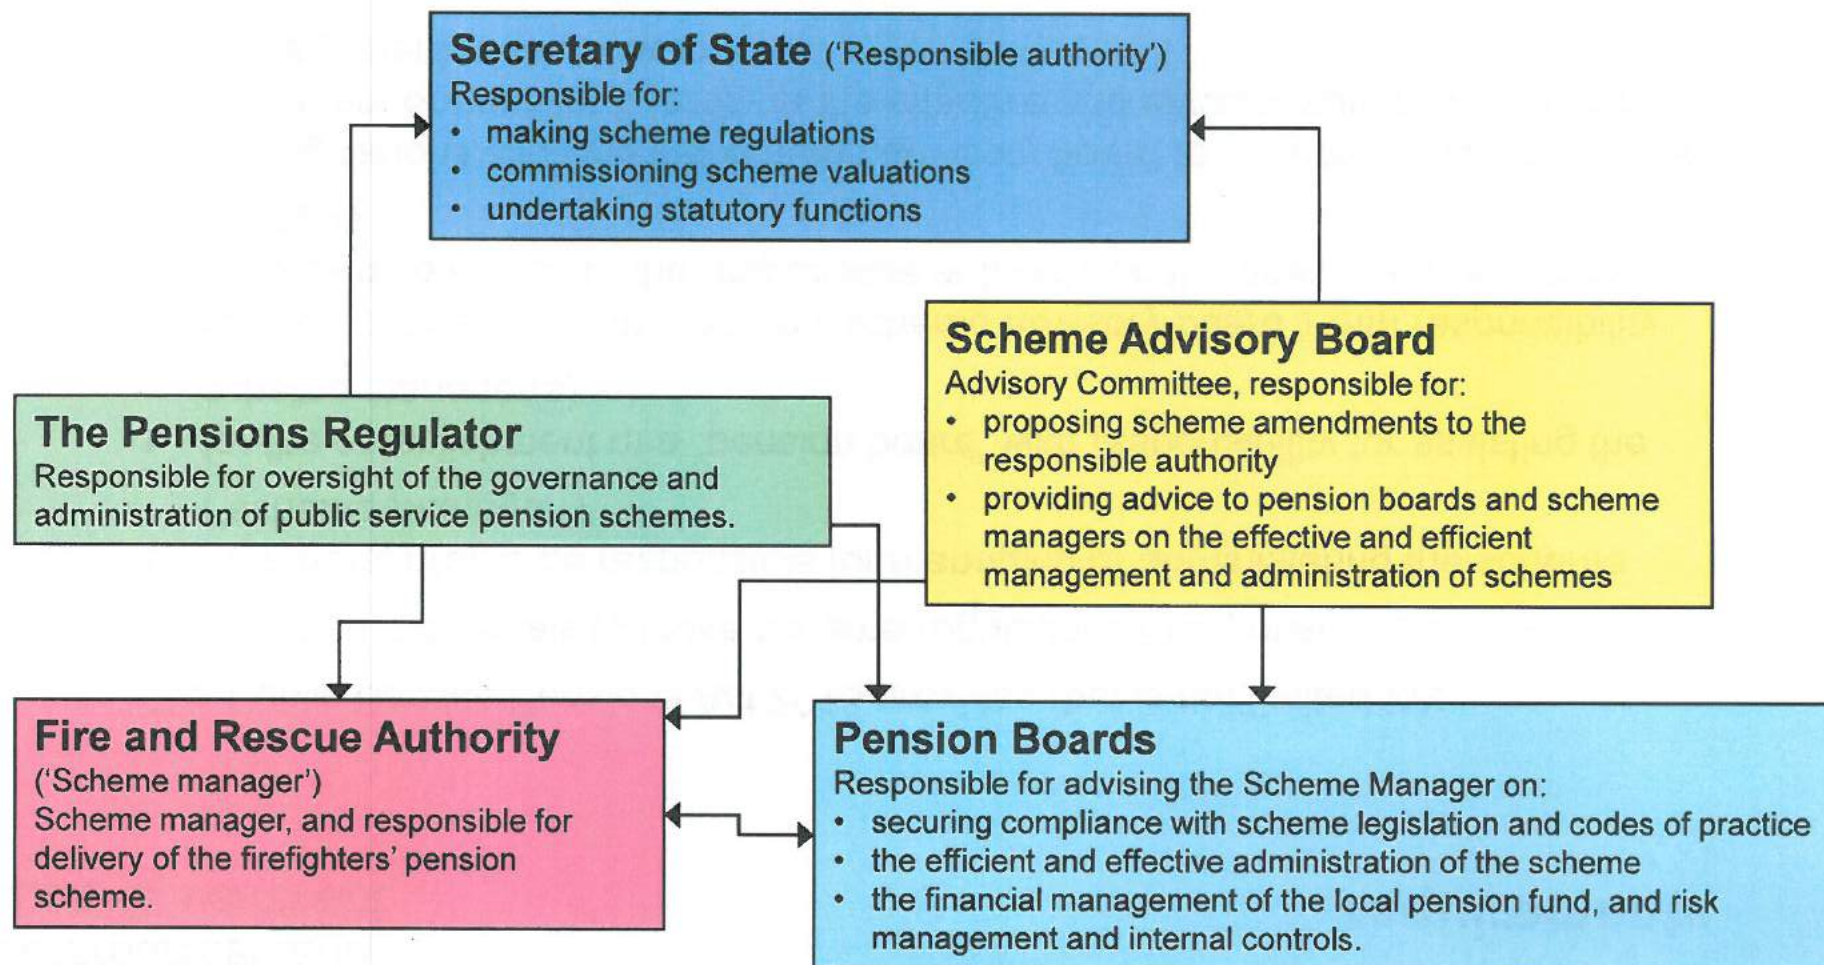 Secretary of State (‘Responsible authority’)
Responsible for:
• making scheme regulations
• commissioning scheme valuations
• undertaking statutory functions
Scheme Advisory Board
Advisory Committee, responsible for:
• proposing scheme amendments to the
responsible authority
• providing advice to pension boards and scheme
managers on the effective and efficient
management and administration of schemes
The Pensions Regulator
Responsible for oversight of the governance and
administration of public service pension schemes.
Fire and Rescue Authority
(‘Scheme manager’)
Scheme manager, and responsible for
delivery of the firefighters’ pension
scheme.
Pension Boards
Responsible for advising the Scheme Manager on:
• securing compliance with scheme legislation and codes of practice
• the efficient and effective administration of the scheme
• the financial management of the local pension fund, and risk
management and internal controls.